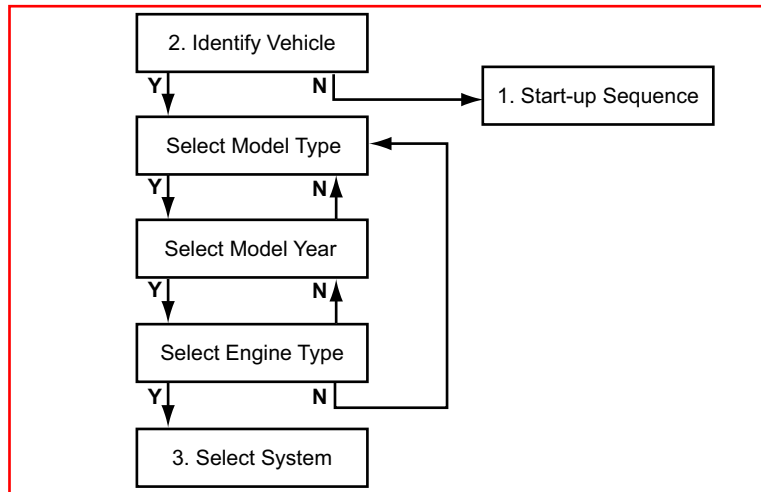 2. Identify Vehicle
Y
N
1. Start-up Sequence
Select Model Type
Y
N
Select Model Year
Y
N
Select Engine Type
Y
N
3. Select System